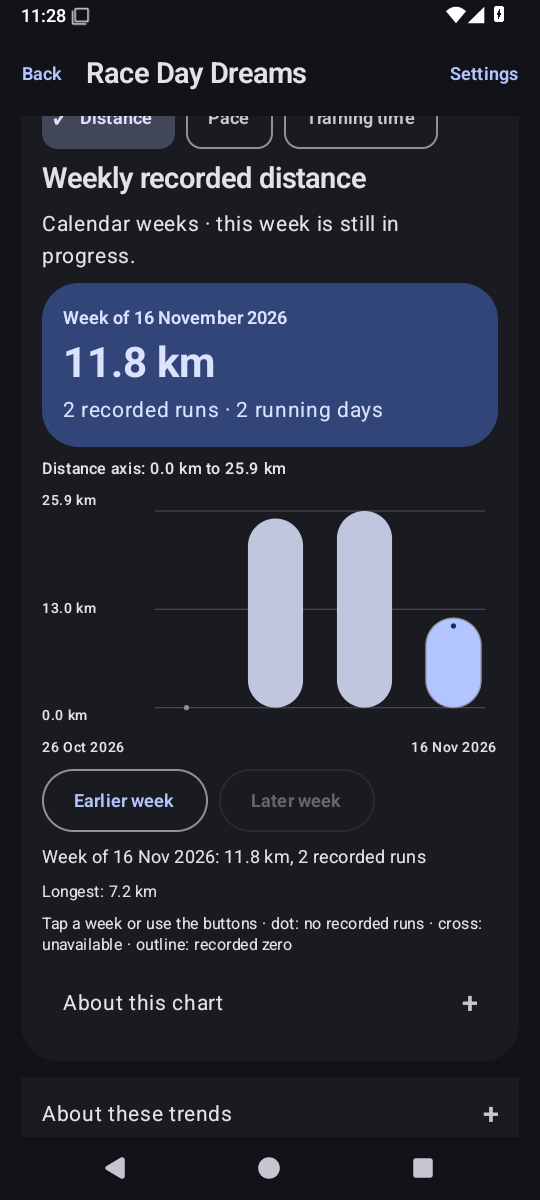 11:28
Back Race Day Dreams Settings
✓ Distance Pace Training time
Weekly recorded distance
Calendar weeks · this week is still in
progress.
Week of 16 November 2026
11.8 km
2 recorded runs · 2 running days
Distance axis: 0.0 km to 25.9 km
25.9 km
13.0 km
0.0 km
26 Oct 2026 16 Nov 2026
Earlier week Later week
Week of 16 Nov 2026: 11.8 km, 2 recorded runs
Longest: 7.2 km
Tap a week or use the buttons · dot: no recorded runs · cross:
unavailable · outline: recorded zero
About this chart +
About these trends +